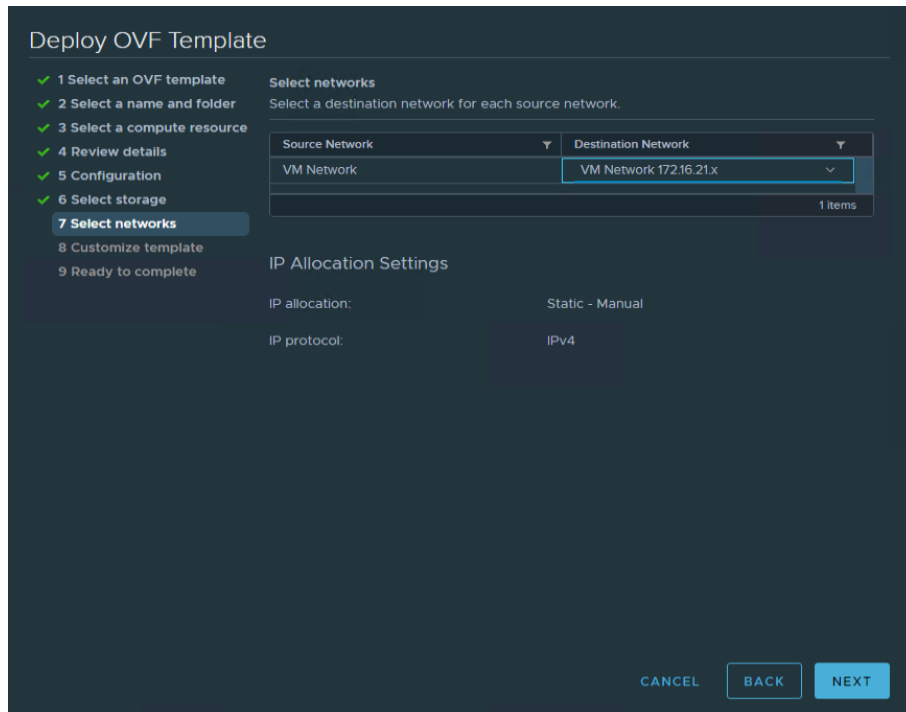 Deploy OVF Template
1 Select an OVF template
2 Select a name and folder
3 Select a compute resource
4 Review details
5 Configuration
6 Select storage
7 Select networks
8 Customize template
9 Ready to complete
Select networks
Select a destination network for each source network.
Source Network Destination Network
VM Network VM Network 172.16.21.x
1 items
IP Allocation Settings
IP allocation: Static - Manual
IP protocol: IPv4
CANCEL BACK NEXT